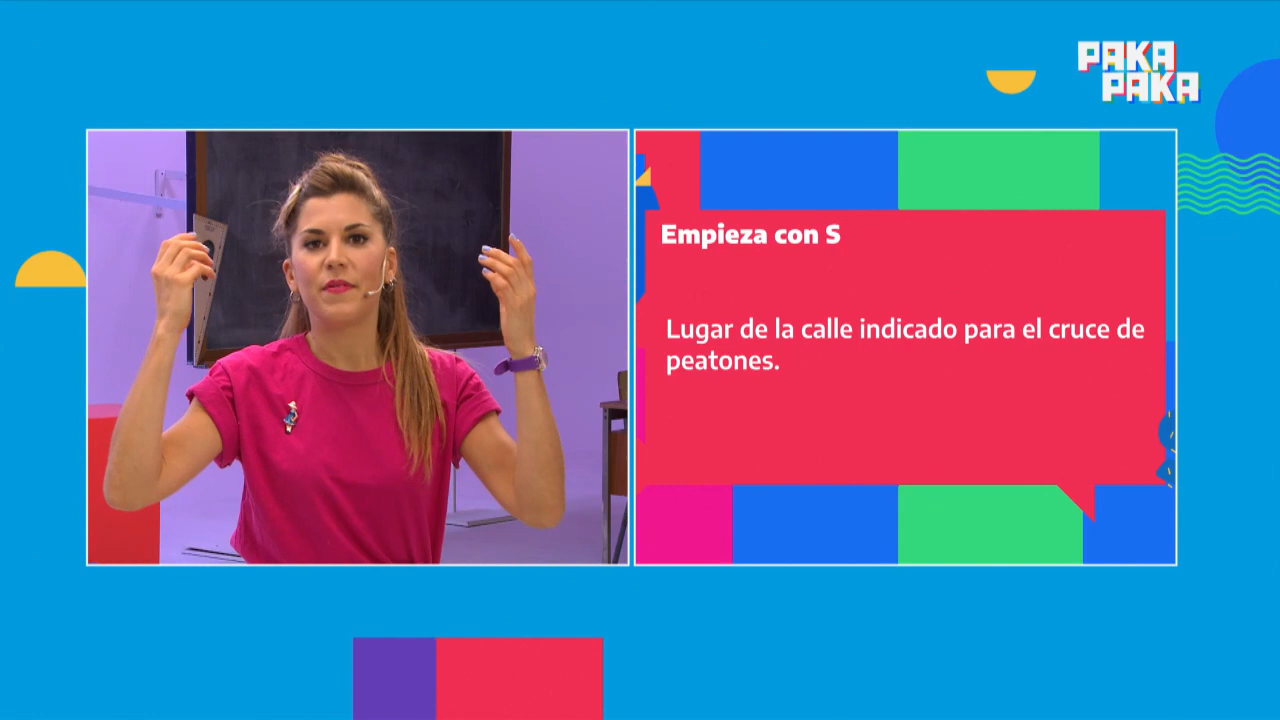 PAKA
PAKA
Empieza con S
Lugar de la calle indicado para el cruce de
peatones.